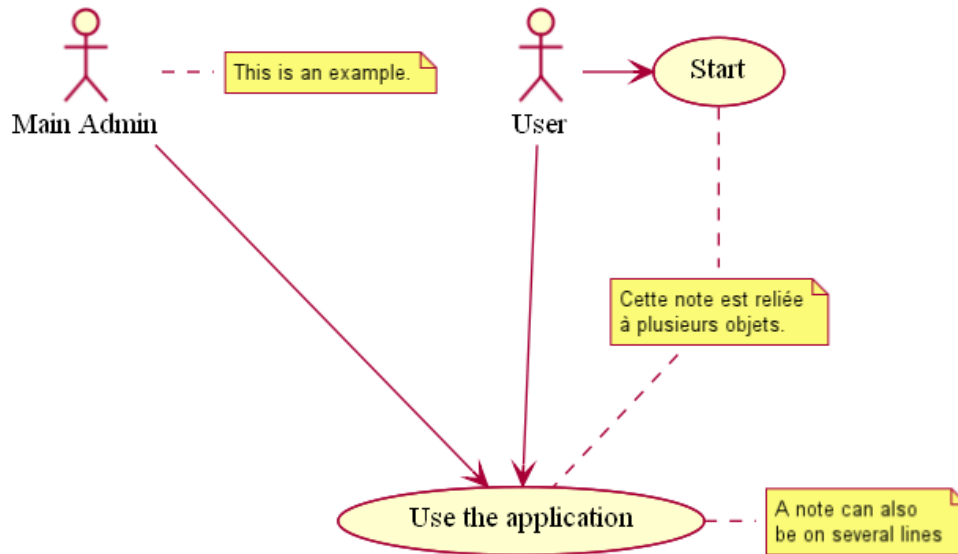 This is an example.
Start
Main Admin
User
Cette note est reliée
à plusieurs objets.
Use the application
A note can also
be on several lines